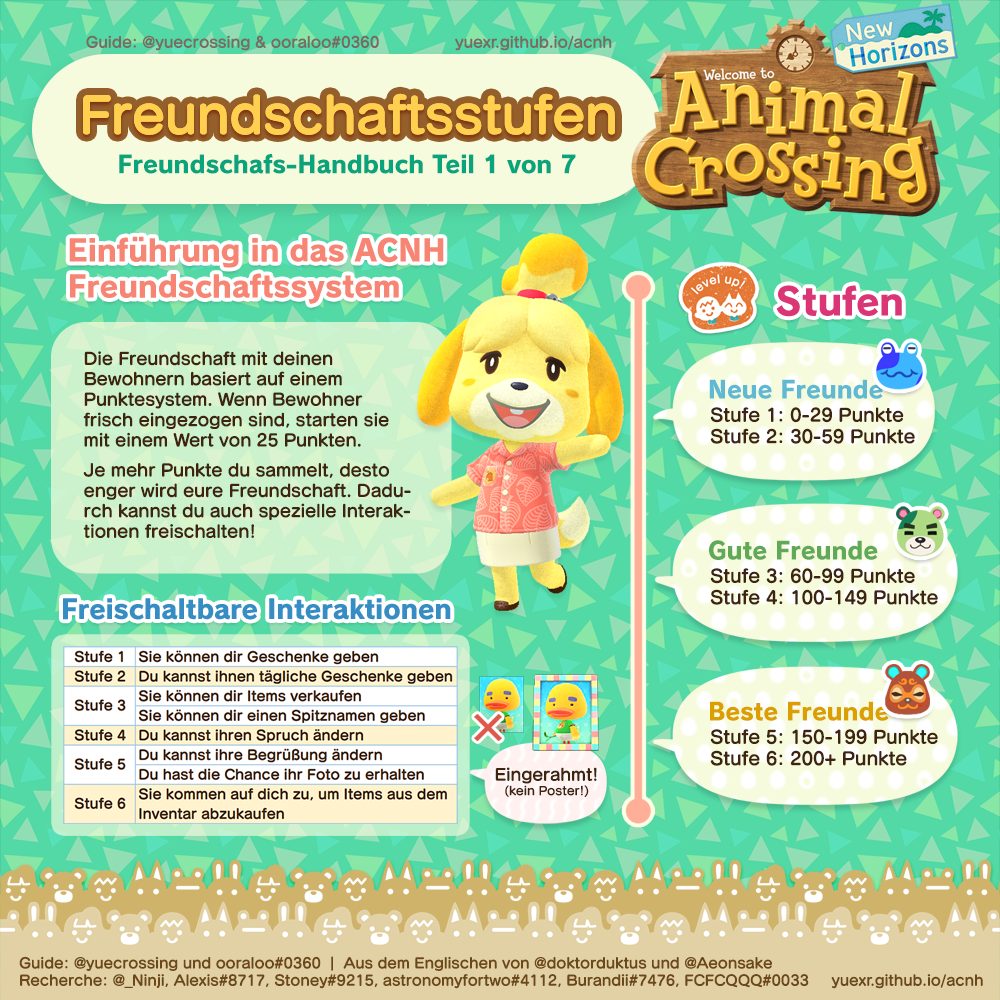 Guide: @yuecrossing & ooraloo#0360 yuexr.github.io/acnh
New Horizons
Welcome to
Animal
Crossing
Freundschaftsstufen
Freundschafs-Handbuch Teil 1 von 7
Einführung in das ACNH
Freundschaftssystem
Die Freundschaft mit deinen
Bewohnern basiert auf einem
Punktesystem. Wenn Bewohner
frisch eingezogen sind, starten sie
mit einem Wert von 25 Punkten.
Je mehr Punkte du sammelt, desto
enger wird eure Freundschaft. Dadu-
rch kannst du auch spezielle Interak-
tionen freischalten!
Freischaltbare Interaktionen
Stufe 1 Sie können dir Geschenke geben
Stufe 2 Du kannst ihnen tägliche Geschenke geben
Stufe 3 Sie können dir Items verkaufen
Sie können dir einen Spitznamen geben
Stufe 4 Du kannst ihren Spruch ändern
Stufe 5 Du kannst ihre Begrüßung ändern
Du hast die Chance ihr Foto zu erhalten
Stufe 6 Sie kommen auf dich zu, um Items aus dem
Inventar abzukaufen
Eingerahmt!
(kein Poster!)
level up!
Stufen
Neue Freunde
Stufe 1: 0-29 Punkte
Stufe 2: 30-59 Punkte
Gute Freunde
Stufe 3: 60-99 Punkte
Stufe 4: 100-149 Punkte
Beste Freunde
Stufe 5: 150-199 Punkte
Stufe 6: 200+ Punkte
Guide: @yuecrossing und ooraloo#0360 | Aus dem Englischen von @doktorduktus und @Aeonsake
Recherche: @_Ninji, Alexis#8717, Stoney#9215, astronomyfortwo#4112, Burandii#7476, FCFCQQQ#0033 yuexr.github.io/acnh